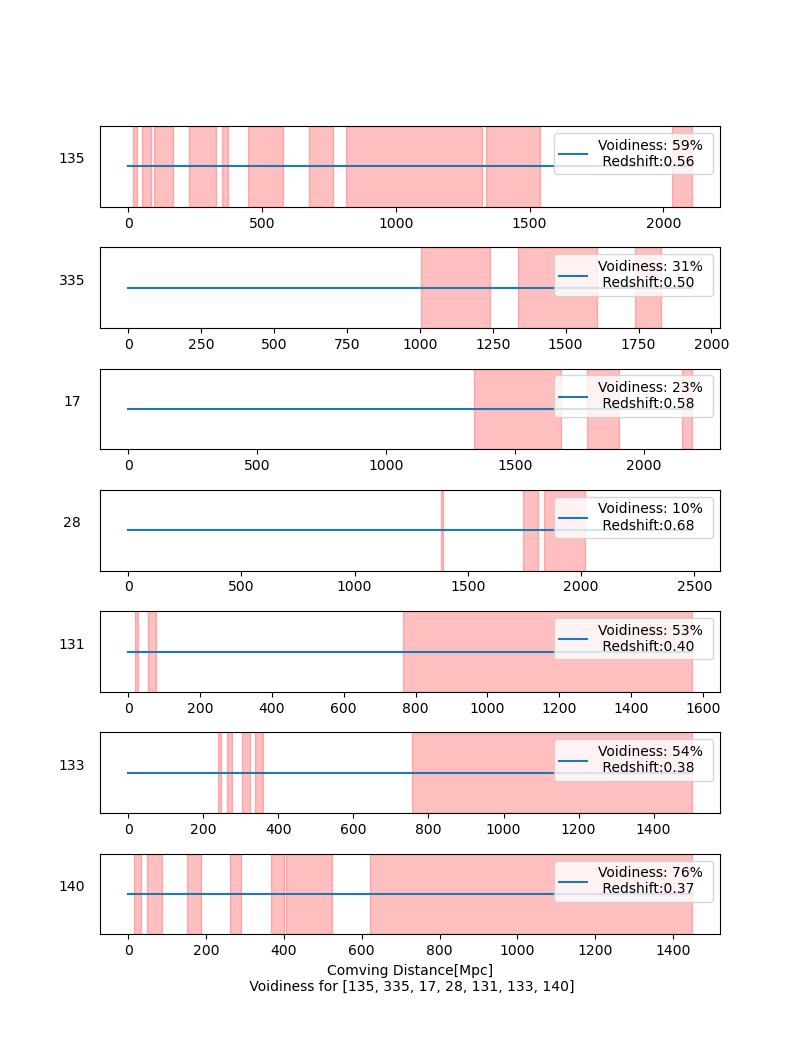 135
Voidiness: 59%
Redshift:0.56
0 500 1000 1500 2000
335
Voidiness: 31%
Redshift:0.50
0 250 500 750 1000 1250 1500 1750 2000
17
Voidiness: 23%
Redshift:0.58
0 500 1000 1500 2000
28
Voidiness: 10%
Redshift:0.68
0 500 1000 1500 2000 2500
131
Voidiness: 53%
Redshift:0.40
0 200 400 600 800 1000 1200 1400 1600
133
Voidiness: 54%
Redshift:0.38
0 200 400 600 800 1000 1200 1400
140
Voidiness: 76%
Redshift:0.37
0 200 400 600 800 1000 1200 1400
Comving Distance[Mpc]
Voidiness for [135, 335, 17, 28, 131, 133, 140]